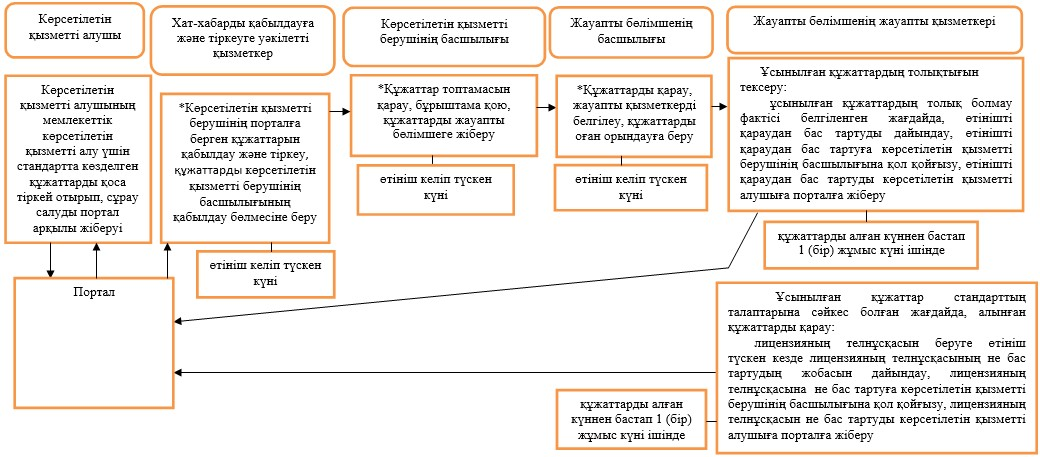 Көрсетілетін
қызметті алушы
Хат-хабарды қабылдауға
және тіркеуге уәкілетті
қызметкер
Көрсетілетін қызметті
берушінің басшылығы
Жауапты бөлімшенің
басшылығы
Жауапты бөлімшенің жауапты қызметкері
Көрсетілетін
қызметті алушының
мемлекеттік
көрсетілетін
қызметті алу үшін
стандартта көзделген
құжаттарды қоса
тіркей отырып, сұрау
салуды портал
арқылы жіберуі
*Көрсетілетін қызметті
берушінің порталға
берген құжаттарын
қабылдау және тіркеу,
құжаттарды көрсетілетін
қызметті берушінің
басшылығының
қабылдау бөлмесіне беру
өтініш келіп түскен
күні
*Құжаттар топтамасын
қарау, бұрыштама қою,
құжаттарды жауапты
бөлімшеге жіберу
өтініш келіп түскен
күні
*Құжаттарды қарау,
жауапты қызметкерді
белгілеу, құжаттарды
оған орындауға беру
өтініш келіп түскен
күні
Ұсынылған құжаттардың толықтығын
тексеру:
ұсынылған құжаттардың толық болмау
фактісі белгіленген жағдайда, өтінішті
қараудан бас тартуды дайындау, өтінішті
қараудан бас тартуға көрсетілетін қызметті
берушінің басшылығына қол қойғызу, өтінішті
қараудан бас тартуды көрсетілетін қызметті
алушыға порталға жіберу
құжаттарды алған күннен бастап
1 (бір) жұмыс күні ішінде
Портал
Ұсынылған құжаттар стандарттың
талаптарына сәйкес болған жағдайда, алынған
құжаттарды қарау:
лицензияның телнұсқасын беруге өтініш
түскен кезде лицензияның телнұсқасының не бас
тартудың жобасын дайындау, лицензияның
телнұсқасына не бас тартуға көрсетілетін қызметті
берушінің басшылығына қол қойғызу, лицензияның
телнұсқасын не бас тартуды көрсетілетін қызметті
алушыға порталға жіберу
құжаттарды алған
күннен бастап 1 (бір)
жұмыс күні ішінде